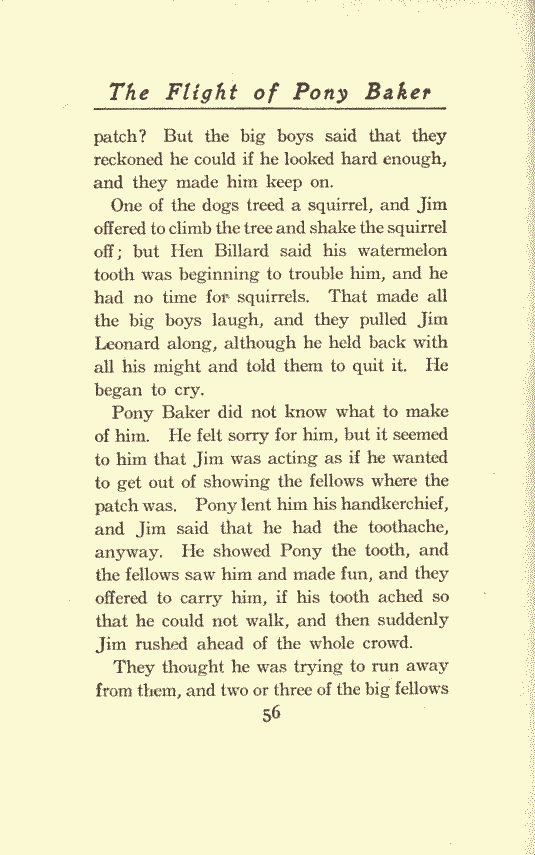 The Flight of Pony Baker
patch? But the big boys said that they
reckoned he could if he looked hard enough,
and they made him keep on.
One of the dogs treed a squirrel, and Jim
offered to climb the tree and shake the squirrel
off; but Hen Billard said his watermelon
tooth was beginning to trouble him, and he
had no time for squirrels. That made all
the big boys laugh, and they pulled Jim
Leonard along, although he held back with
all his might and told them to quit it. He
began to cry.
Pony Baker did not know what to make
of him. He felt sorry for him, but it seemed
to him that Jim was acting as if he wanted
to get out of showing the fellows where the
patch was. Pony lent him his handkerchief,
and Jim said that he had the toothache,
anyway. He showed Pony the tooth, and
the fellows saw him and made fun, and they
offered to carry him, if his tooth ached so
that he could not walk, and then suddenly
Jim rushed ahead of the whole crowd.
They thought he was trying to run away
from them, and two or three of the big fellows
56